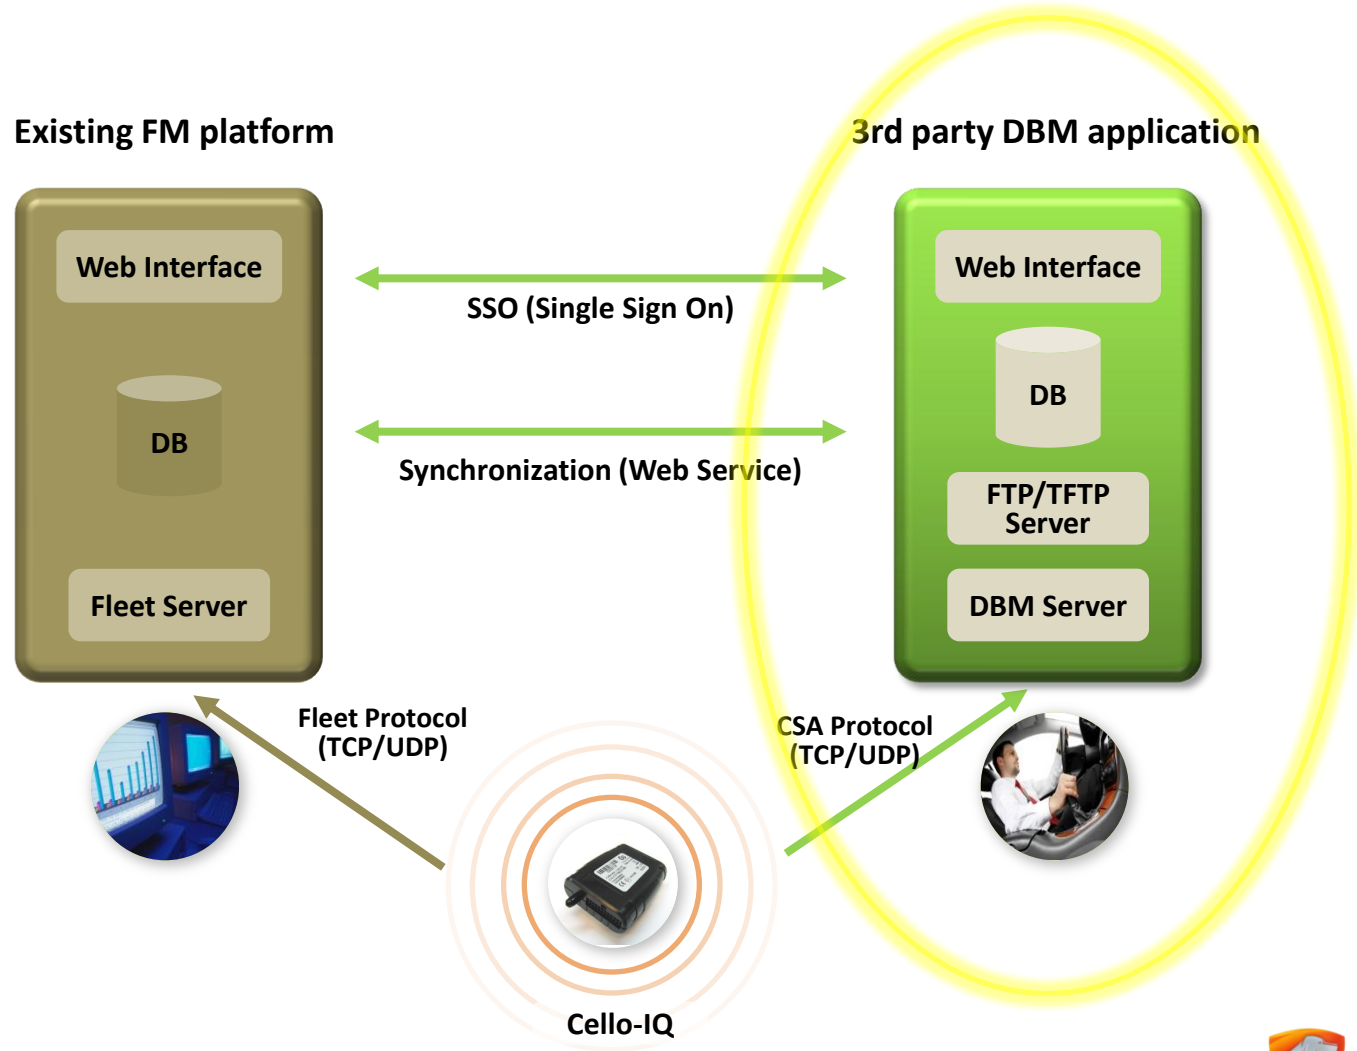 Existing FM platform
3rd party DBM application
Web Interface
DB
Fleet Server
SSO (Single Sign On)
Synchronization (Web Service)
Web Interface
DB
FTP/TFTP
Server
DBM Server
Fleet Protocol
(TCP/UDP)
CSA Protocol
(TCP/UDP)
Cello-IQ